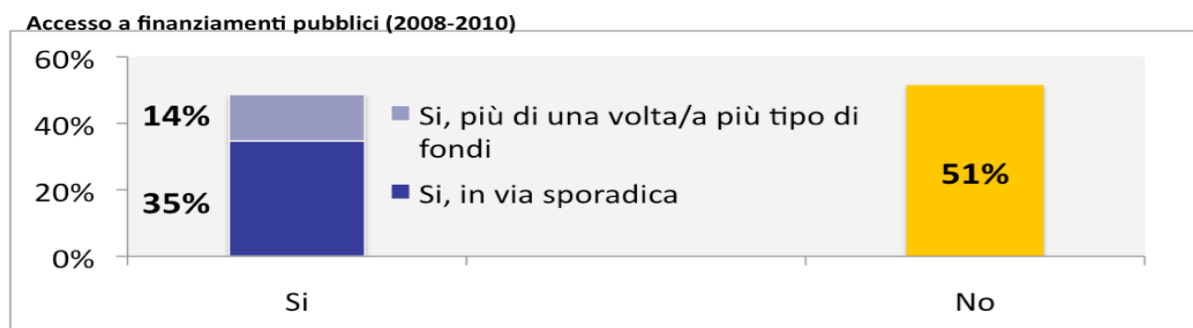 Accesso a finanziamenti pubblici (2008-2010)
60%
40%
20%
0%
14%
35%
Si, più di una volta/a più tipo di
fondi
Si, in via sporadica
51%
Si
No